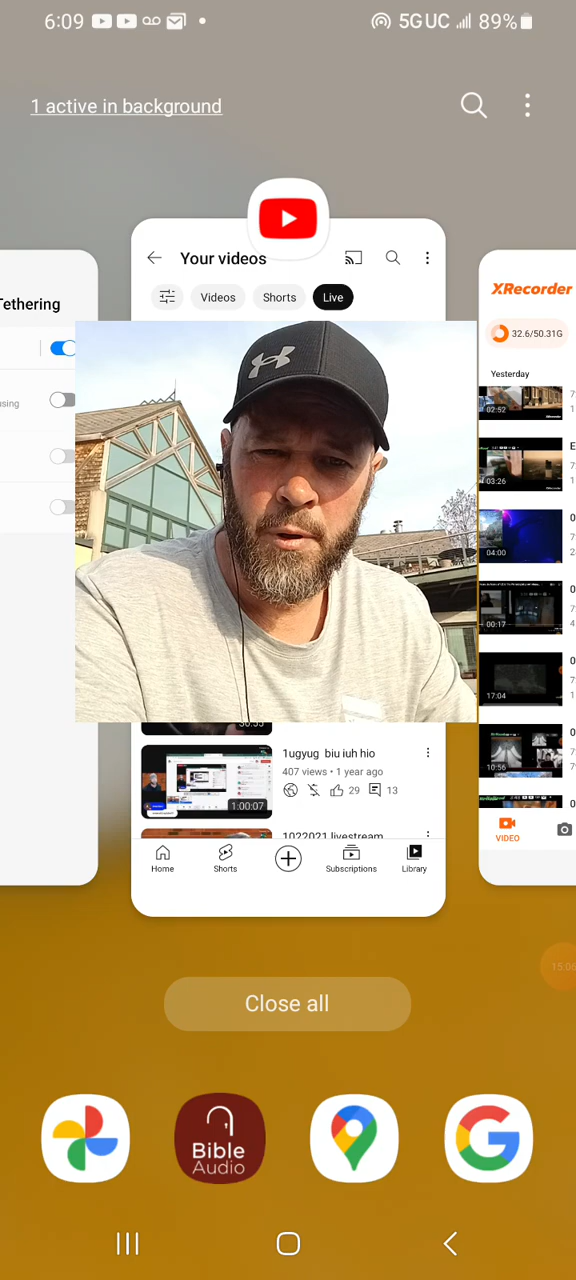 6:09
5G UC
89%
1 active in background
Tethering
using
Your videos
Videos
Shorts
Live
XRecorder
32.6/50.31G
Yesterday
02:52
03:26
04:00
00:17
17:04
10:56
VIDEO
1ugyug biu iuh hio
407 views • 1 year ago
29
13
1:00:07
1022021 livestream
Home
Shorts
Subscriptions
Library
15:06
Close all
Bible
Audio